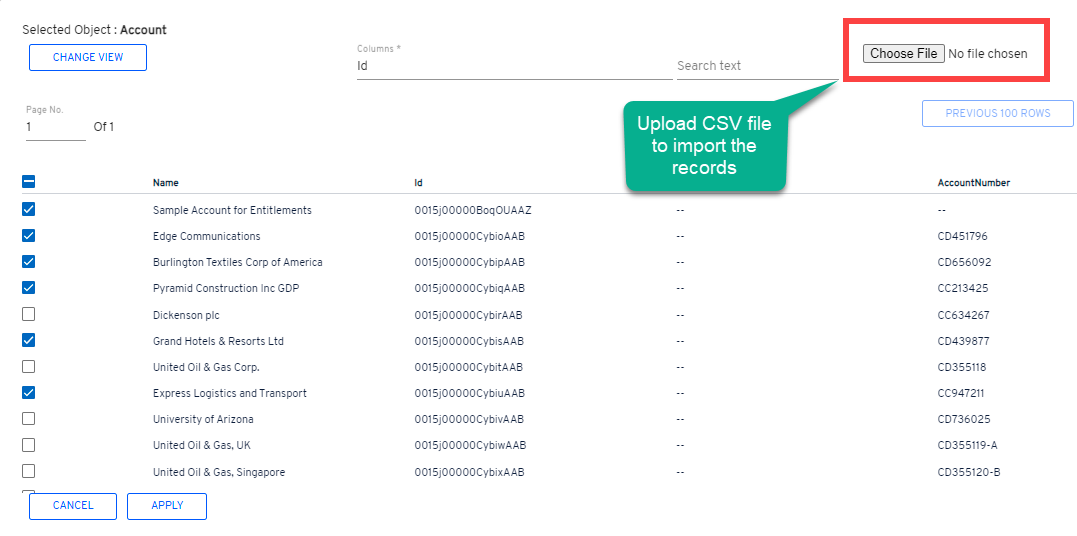 Selected Object : Account
CHANGE VIEW
Columns *
Id
Search text
Choose File No file chosen
Upload CSV file
to import the
records
Page No.
1 Of 1
PREVIOUS 100 ROWS
Name Id AccountNumber
Sample Account for Entitlements 0015j00000BoqOUAAZ -- --
Edge Communications 0015j00000CybioAAB -- CD451796
Burlington Textiles Corp of America 0015j00000CybipAAB -- CD656092
Pyramid Construction Inc GDP 0015j00000CybiqAAB -- CC213425
Dickenson plc 0015j00000CybirAAB -- CC634267
Grand Hotels & Resorts Ltd 0015j00000CybisAAB -- CD439877
United Oil & Gas Corp. 0015j00000CybitAAB -- CD355118
Express Logistics and Transport 0015j00000CybiuAAB -- CC947211
University of Arizona 0015j00000CybivAAB -- CD736025
United Oil & Gas, UK 0015j00000CybiwAAB -- CD355119-A
United Oil & Gas, Singapore 0015j00000CybixAAB -- CD355120-B
CANCEL APPLY